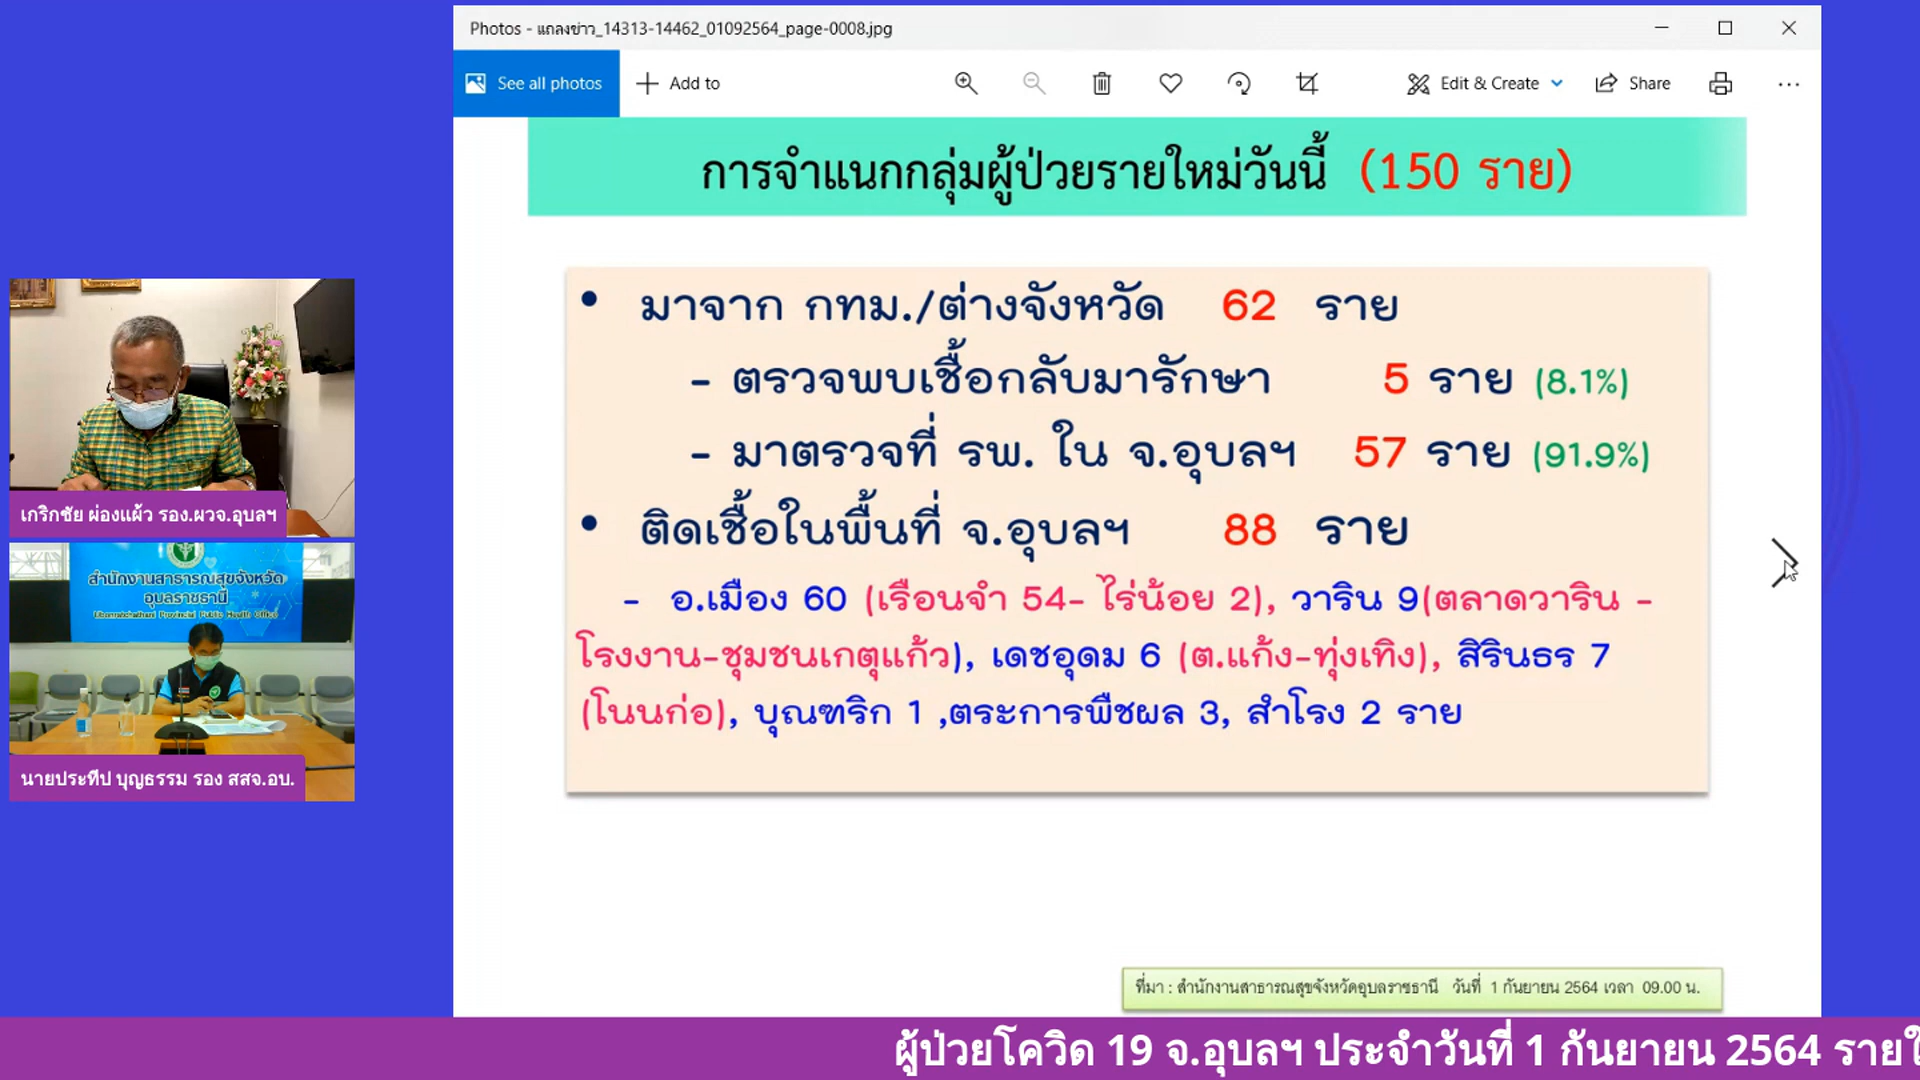 Photos - แถลงข่าว_14313-14462_01092564_page-0008.jpg
See all photos
Add to
Edit & Create
Share
การจำแนกกลุ่มผู้ป่วยรายใหม่วันนี้ (150 ราย)
• มาจาก กทม./ต่างจังหวัด 62 ราย
- ตรวจพบเชื้อกลับมารักษา 5 ราย (8.1%)
- มาตรวจที่ รพ. ใน จ.อุบลฯ 57 ราย (91.9%)
• ติดเชื้อในพื้นที่ จ.อุบลฯ 88 ราย
- อ.เมือง 60 (เรือนจำ 54- ไร่น้อย 2), วาริน 9(ตลาดวาริน -
โรงงาน-ชุมชนเกตุแก้ว), เดชอุดม 6 (ต.แก้ง-ทุ่งเทิง), สิรินธร 7
(โนนก่อ), บุณฑริก 1 ,ตระการพืชผล 3, สำโรง 2 ราย
ที่มา : สำนักงานสาธารณสุขจังหวัดอุบลราชธานี วันที่ 1 กันยายน 2564 เวลา 09.00 น.
เกริกชัย ผ่องแผ้ว รอง.ผวจ.อุบลฯ
สำนักงานสาธารณสุขจังหวัด
อุบลราชธานี
Ubonratchathani Provincial Public Health Office
นายประทีป บุญธรรม รอง สสจ.อบ.
ผู้ป่วยโควิด 19 จ.อุบลฯ ประจำวันที่ 1 กันยายน 2564 รายใ